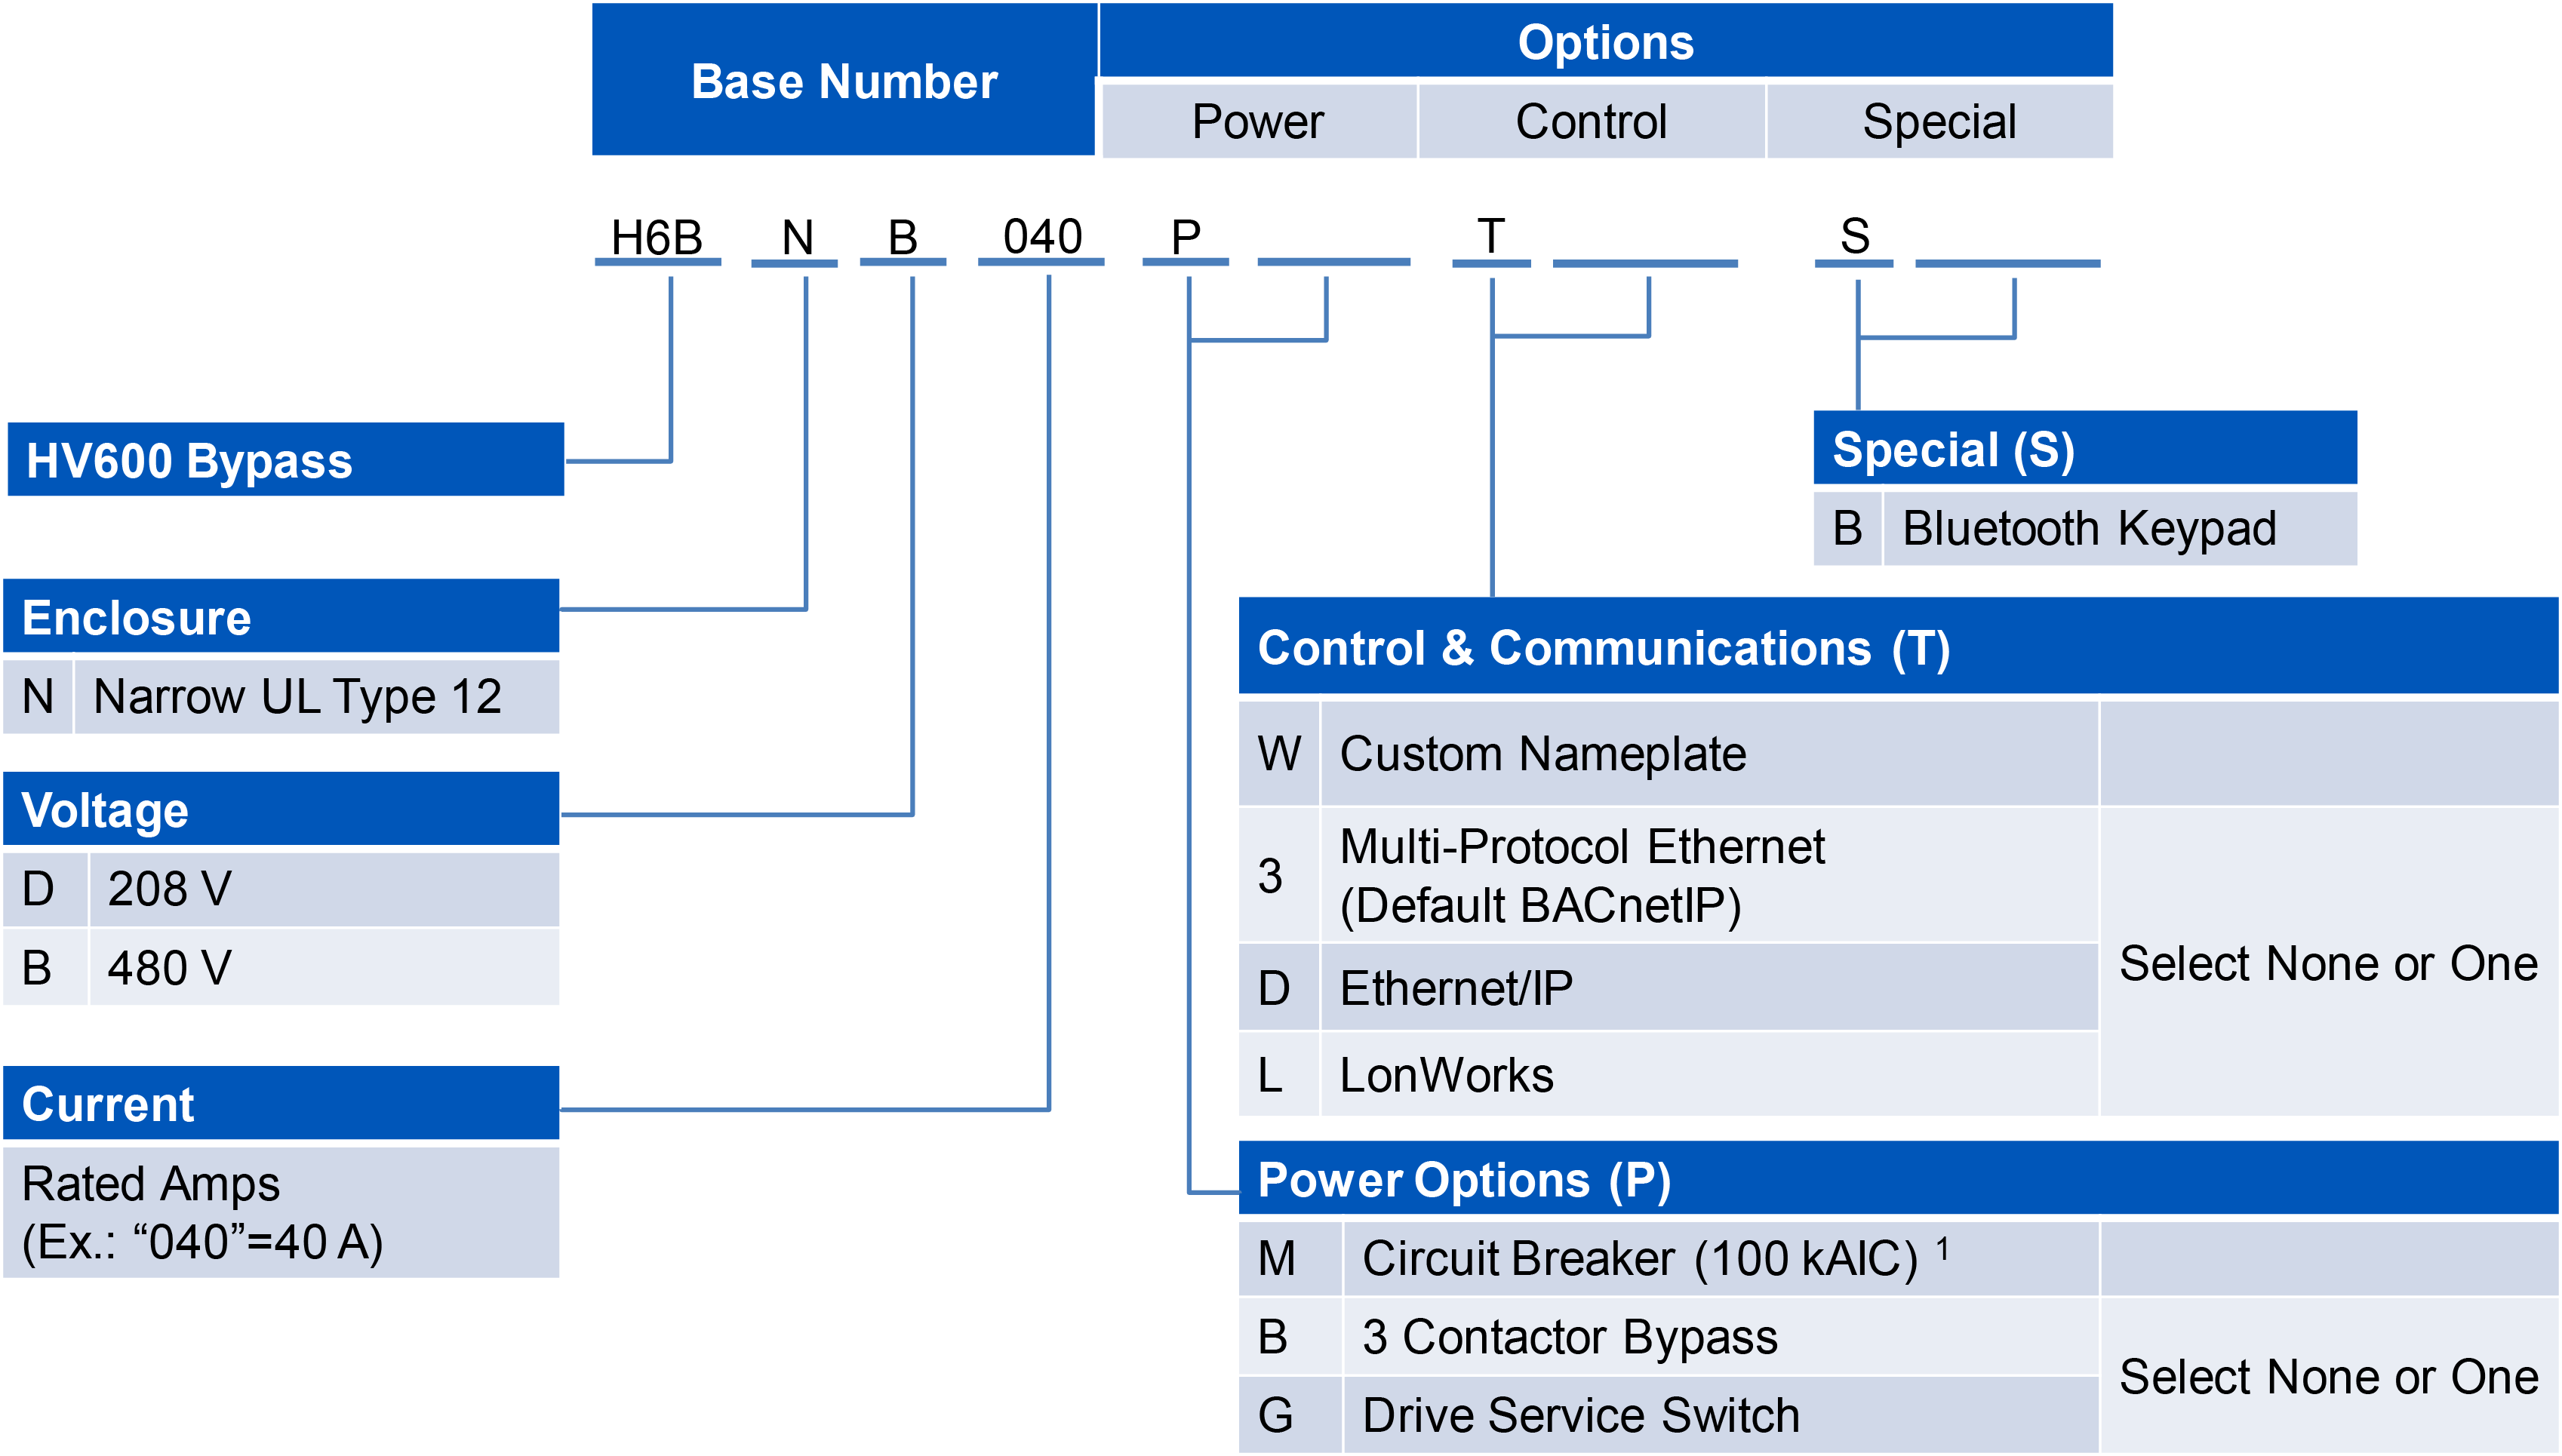 Base Number
Options
Power Control Special
H6B N B 040 P T S
HV600 Bypass
Special (S)
B Bluetooth Keypad
Enclosure
N Narrow UL Type 12
Voltage
D 208 V
B 480 V
Current
Rated Amps
(Ex.: “040”=40 A)
Control & Communications (T)
W Custom Nameplate
3 Multi-Protocol Ethernet
(Default BACnetIP)
D Ethernet/IP
L LonWorks
Select None or One
Power Options (P)
M Circuit Breaker (100 kAIC) 1
B 3 Contactor Bypass
G Drive Service Switch
Select None or One